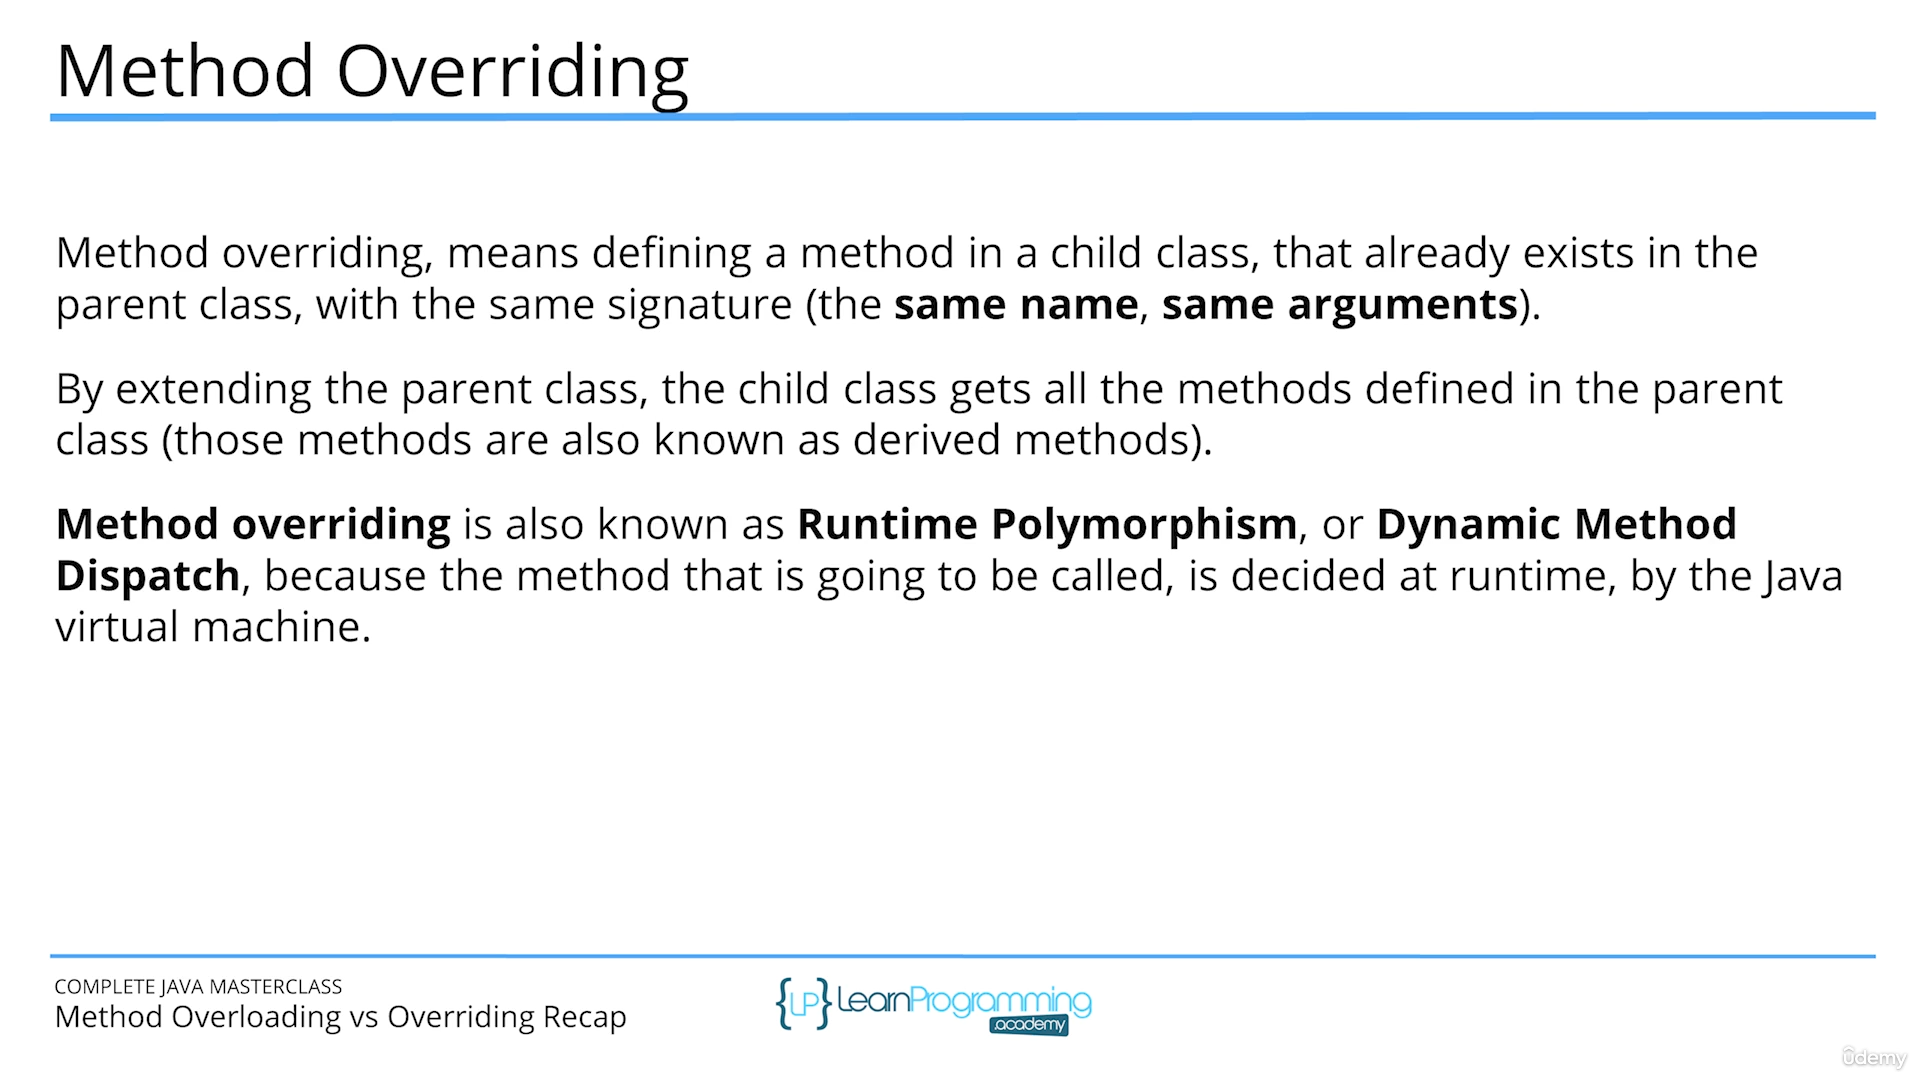 Method Overriding
Method overriding, means defining a method in a child class, that already exists in the
parent class, with the same signature (the same name, same arguments).
By extending the parent class, the child class gets all the methods defined in the parent
class (those methods are also known as derived methods).
Method overriding is also known as Runtime Polymorphism, or Dynamic Method
Dispatch, because the method that is going to be called, is decided at runtime, by the Java
virtual machine.
COMPLETE JAVA MASTERCLASS
Method Overloading vs Overriding Recap
{LP} LearnProgramming
.academy
ûdemy